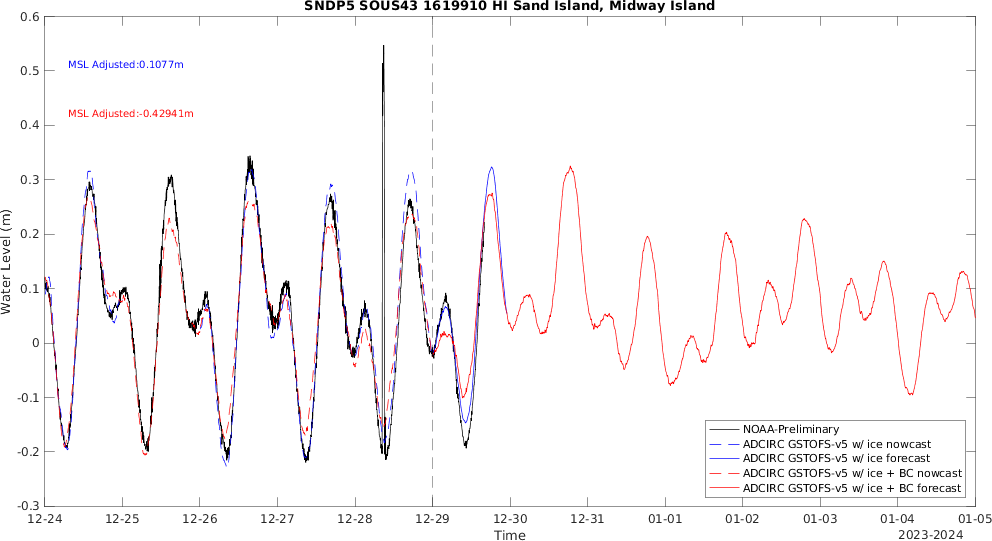 SNDP5 SOUS43 1619910 HI Sand Island, Midway Island
0.6
0.5
0.4
0.3
0.2
0.1
0
-0.1
-0.2
-0.3
Water Level (m)
MSL Adjusted:0.1077m
MSL Adjusted:-0.42941m
NOAA-Preliminary
ADCIRC GSTOFS-v5 w/ ice nowcast
ADCIRC GSTOFS-v5 w/ ice forecast
ADCIRC GSTOFS-v5 w/ ice + BC nowcast
ADCIRC GSTOFS-v5 w/ ice + BC forecast
12-24 12-25 12-26 12-27 12-28 12-29 12-30 12-31 01-01 01-02 01-03 01-04 01-05
Time
2023-2024